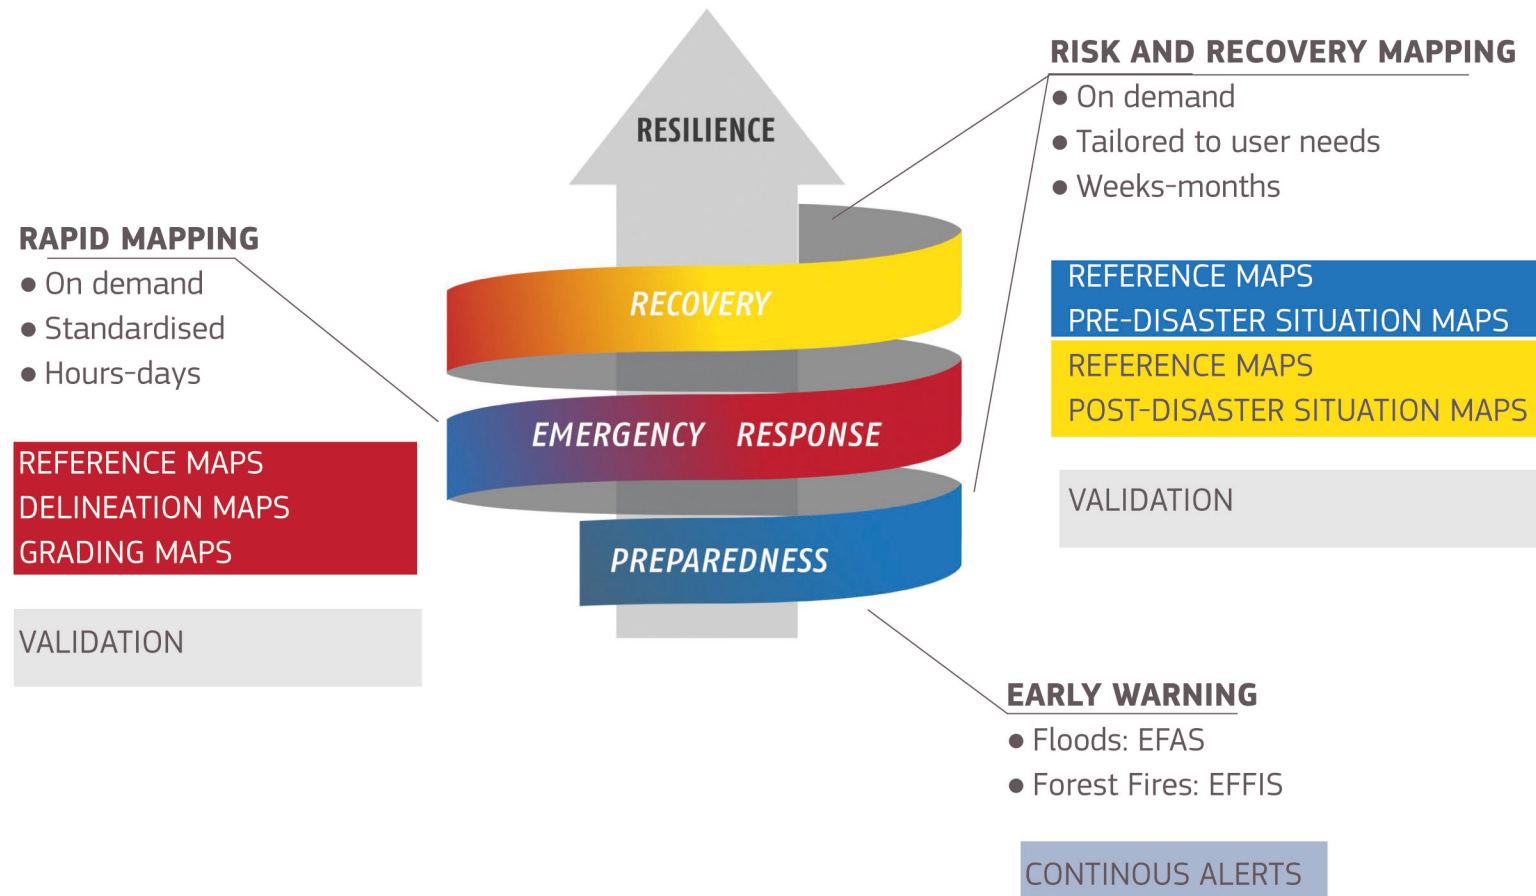 RESILIENCE
RECOVERY
EMERGENCY RESPONSE
PREPAREDNESS
RAPID MAPPING
● On demand
● Standardised
● Hours-days
REFERENCE MAPS
DELINEATION MAPS
GRADING MAPS
VALIDATION
RISK AND RECOVERY MAPPING
● On demand
● Tailored to user needs
● Weeks-months
REFERENCE MAPS
PRE-DISASTER SITUATION MAPS
REFERENCE MAPS
POST-DISASTER SITUATION MAPS
VALIDATION
EARLY WARNING
● Floods: EFAS
● Forest Fires: EFFIS
CONTINOUS ALERTS